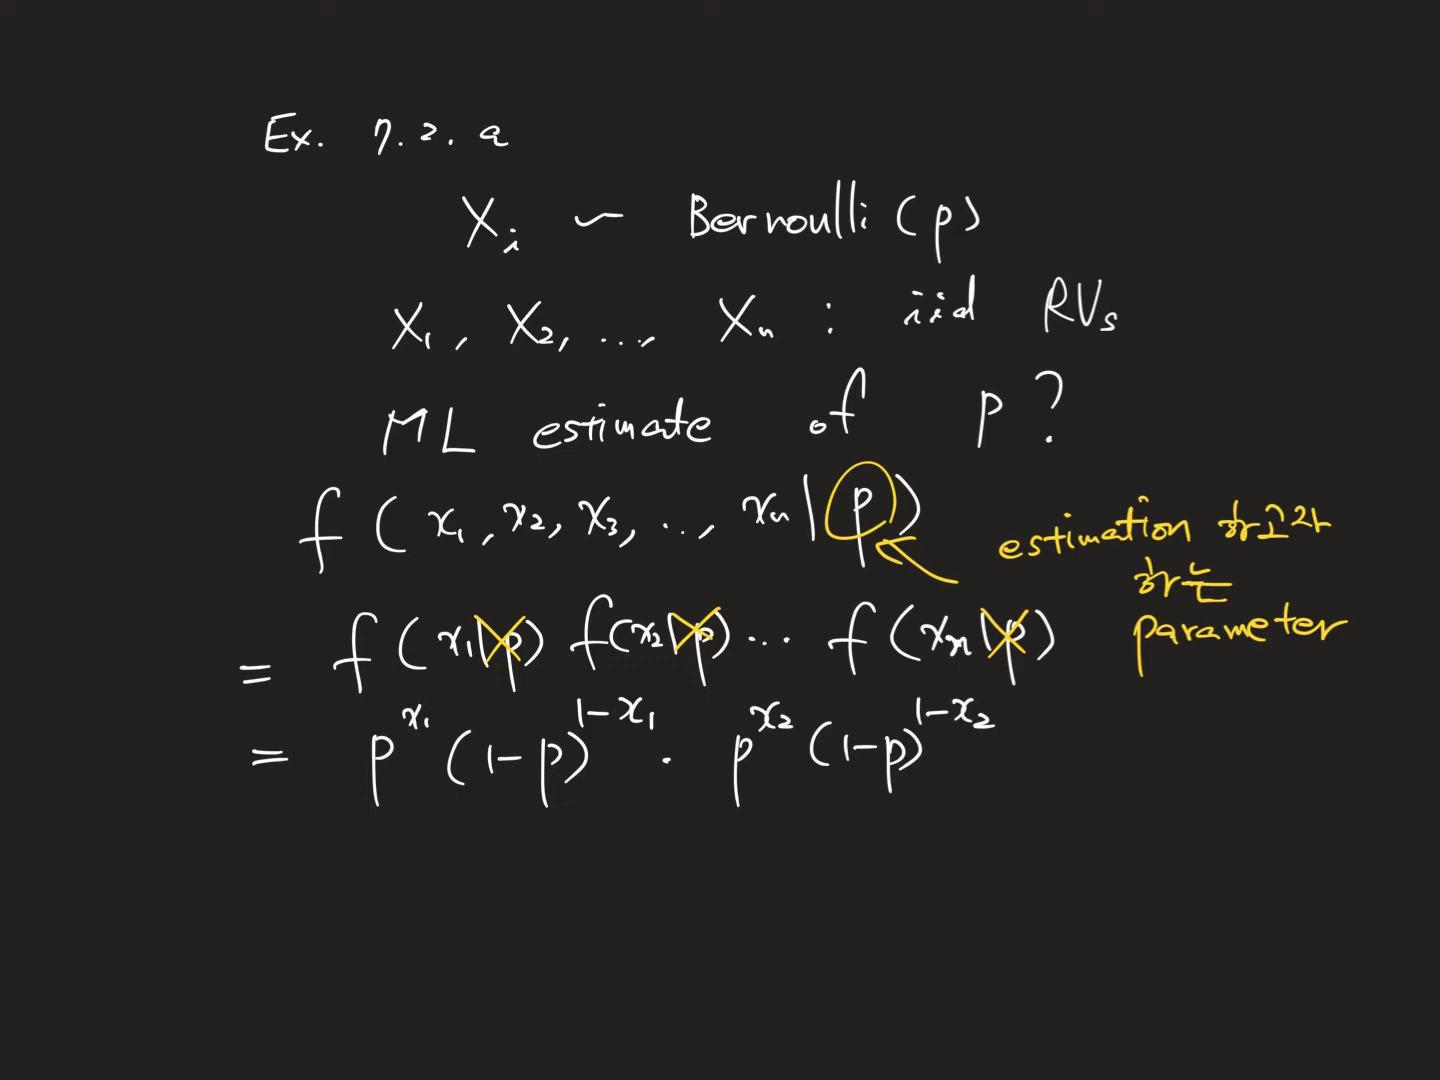 Ex. 7.2.a
X_i ~ Bernoulli(p)
X_1, X_2, ..., X_n : iid RVs
ML estimate of p?
f(x_1, x_2, x_3, ..., x_n | p)
estimation 하고자
하는
parameter
= f(x_1|p) f(x_2|p) ... f(x_n|p)
= p^{x_1} (1-p)^{1-x_1} · p^{x_2} (1-p)^{1-x_2}